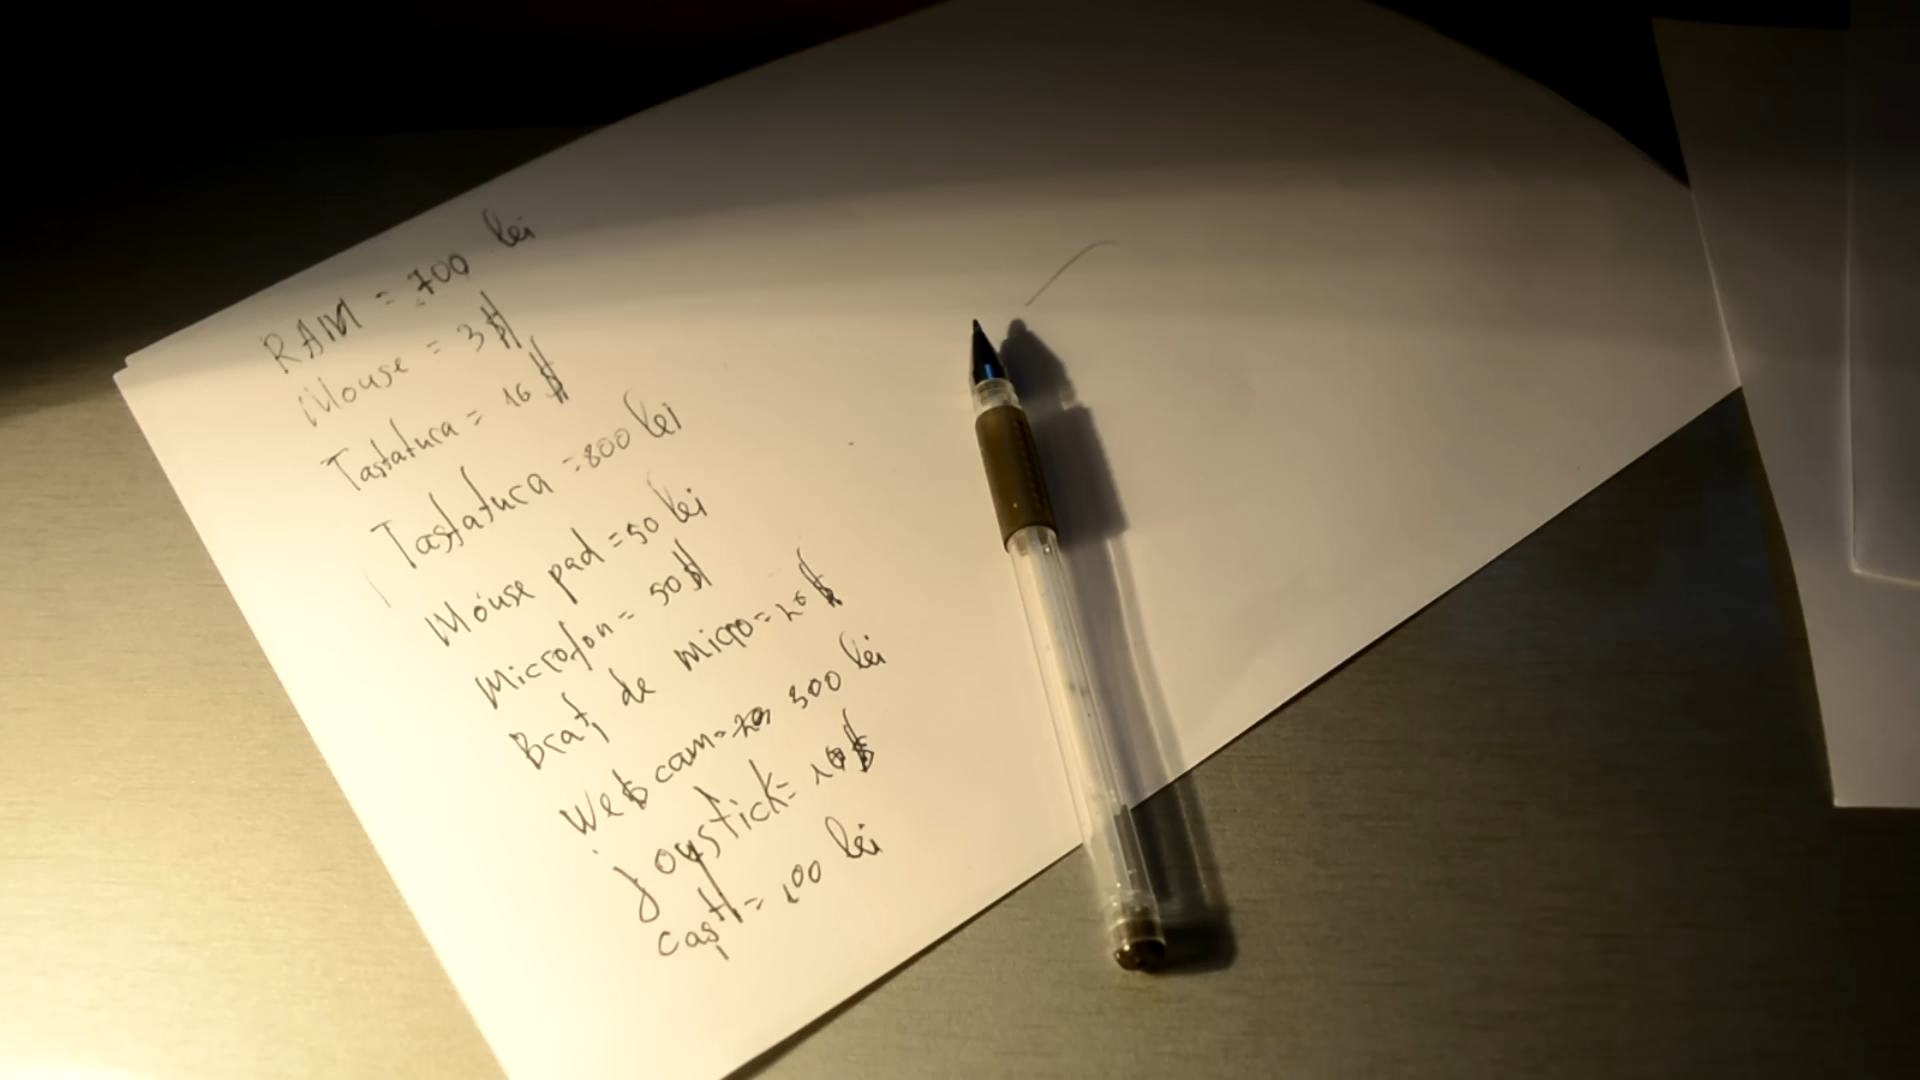 RAM = 700 lei
Mouse = 3 $
Tastatura = 16 $
Tastatura = 800 lei
Mouse pad = 50 lei
Microfon = 50 $
Braț de micro = 20 $
Webcam = 300 lei
Joystick = 10 $
Căști = 100 lei